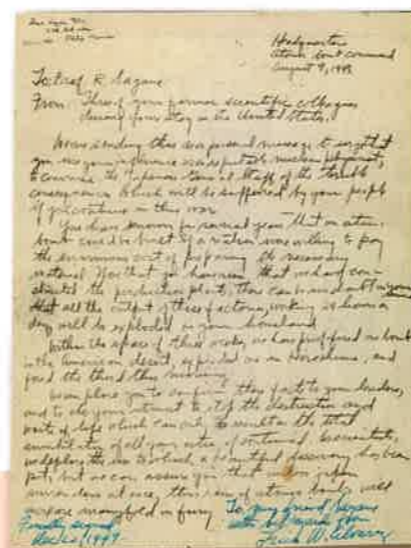 Headquarters
Atomic bomb command
August 9, 1945
To: Prof. R. Sagane
From: Three of your former scientific colleagues
during your stay in the United States.
We are sending this as a personal message to urge that
you use your influence as a reputable nuclear physicist,
to convince the Japanese General Staff of the terrible
consequences which will be suffered by your people
if you continue in this war.
You have known for several years that an atomic
bomb could be built if a nation were willing to pay
the enormous cost of preparing the necessary
material. Now that you have seen that we have con-
structed the production plants, there can be no doubt in your mind
that all the output of these factories, working 24 hours a
day, will be exploded on your homeland.
Within the space of three weeks, we have proof-fired one bomb
in the American desert, exploded one in Hiroshima, and
fired the third this morning.
We implore you to confirm these facts to your leaders,
and to do your utmost to stop the destruction and
waste of life which can only result in the total
annihilation of all your cities if continued. As scientists,
we deplore the use to which a beautiful discovery has been
put, but we can assure you that unless Japan
surrenders at once, this rain of atomic bombs will
increase manyfold in fury.
To my friend Sagane
With best regards from
Luis W. Alvarez
Finally signed
Dec 22, 1949